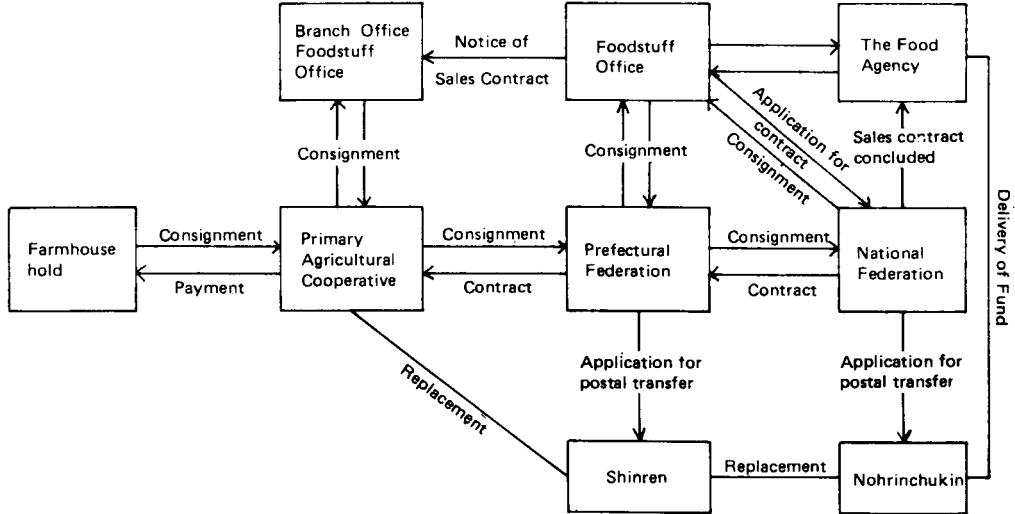 Branch Office
Foodstuff
Office
Notice of
Sales Contract
Foodstuff
Office
The Food
Agency
Consignment
Consignment
Application for
contract
Consignment
Sales contract
concluded
Delivery of Fund
Farmhouse
hold
Consignment
Payment
Primary
Agricultural
Cooperative
Consignment
Contract
Prefectural
Federation
Consignment
Contract
National
Federation
Replacement
Application for
postal transfer
Application for
postal transfer
Shinren
Replacement
Nohrinchukin